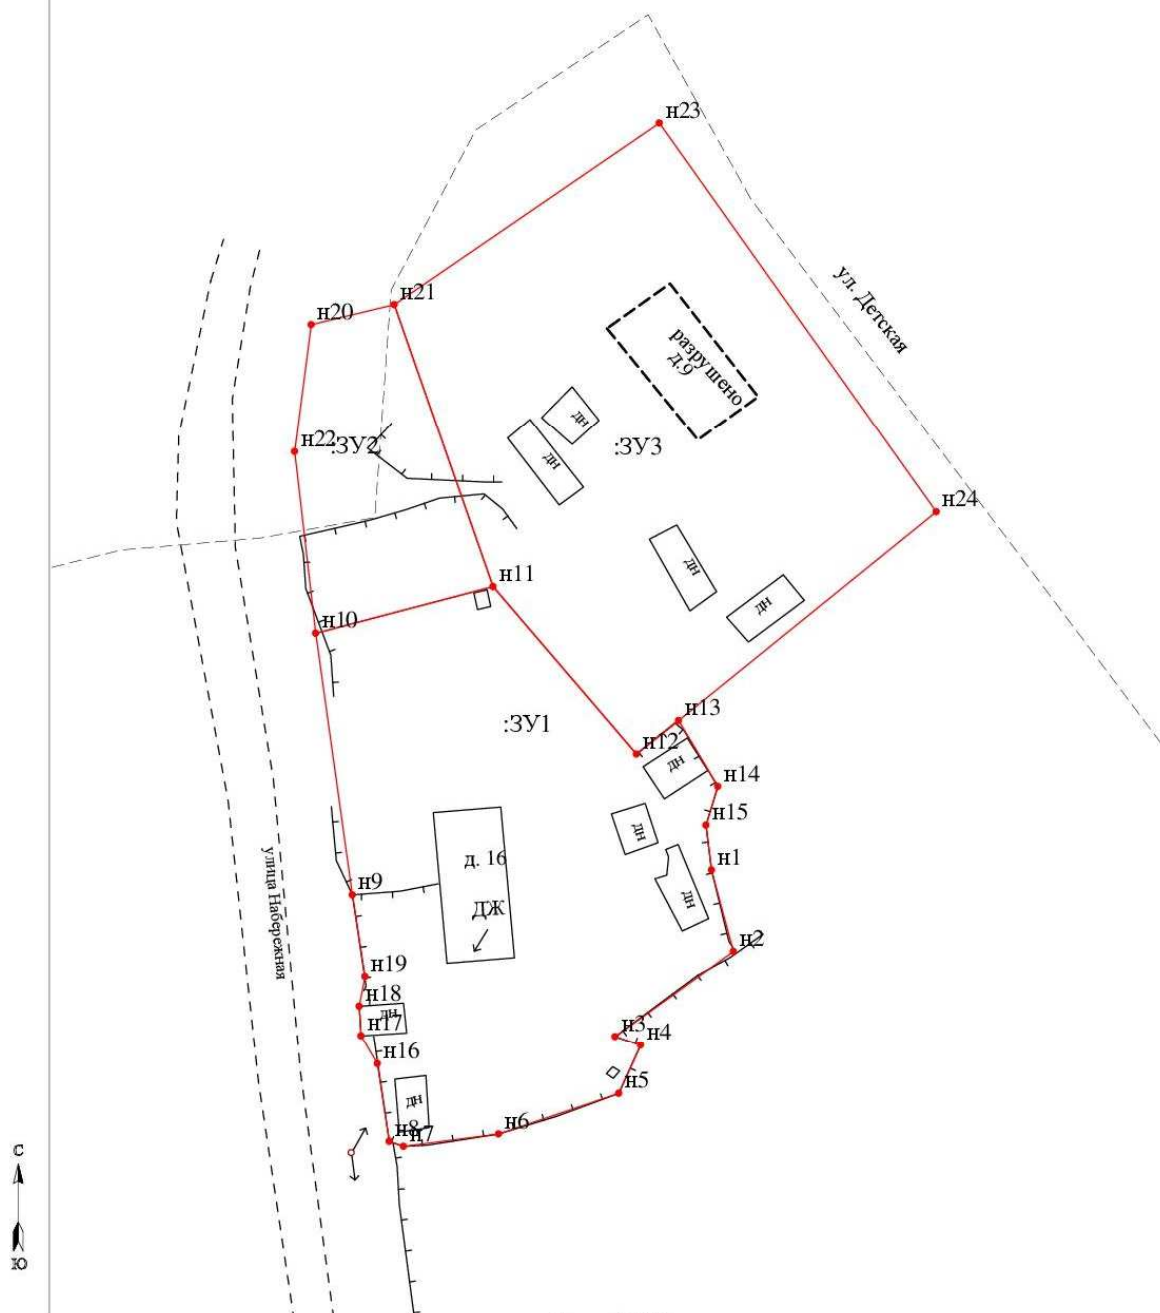 н23
н21
н20
ул. Детская
разрушено
д.9
дн
н22
:ЗУ2
:ЗУ3
дн
н24
н11
дн
дн
н10
н13
:ЗУ1
н12
дн
н14
н15
дн
д. 16
н1
н9
дн
ДЖ
улица Набережная
н2
н19
н18
дн
н17
н3
н4
н16
н5
дн
н8
н7
н6
с
ю